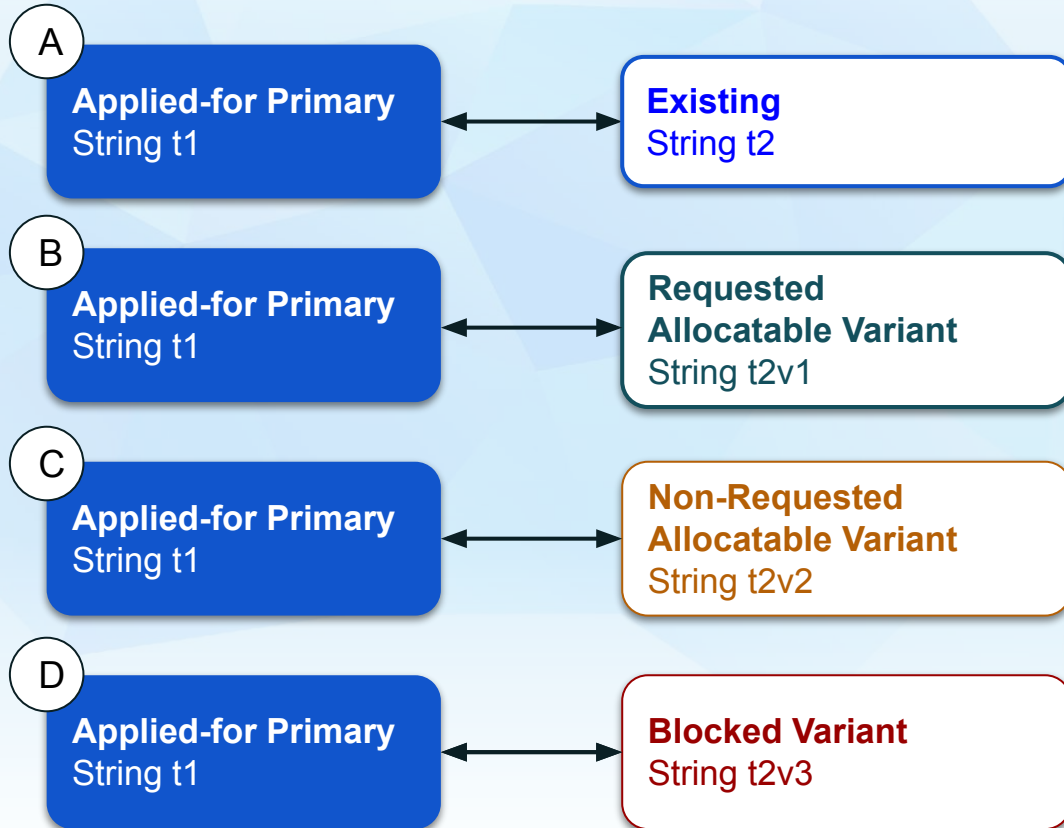 A
Applied-for Primary
String t1
Existing
String t2
B
Applied-for Primary
String t1
Requested
Allocatable Variant
String t2v1
C
Applied-for Primary
String t1
Non-Requested
Allocatable Variant
String t2v2
D
Applied-for Primary
String t1
Blocked Variant
String t2v3